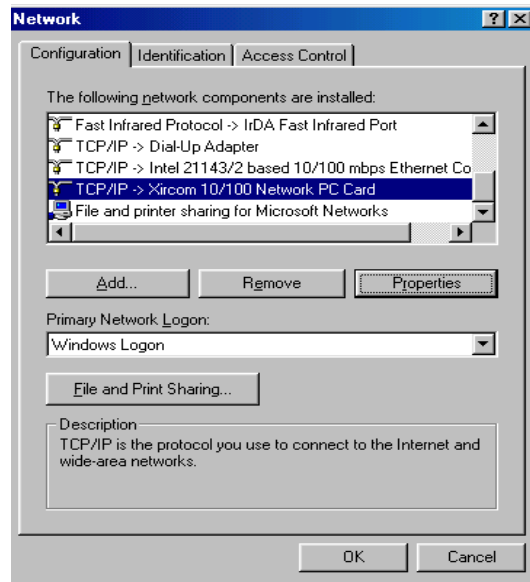 Network
Configuration Identification Access Control
The following network components are installed:
Fast Infrared Protocol -> IrDA Fast Infrared Port
TCP/IP -> Dial-Up Adapter
TCP/IP -> Intel 21143/2 based 10/100 mbps Ethernet Co
TCP/IP -> Xircom 10/100 Network PC Card
File and printer sharing for Microsoft Networks
Add... Remove Properties
Primary Network Logon:
Windows Logon
File and Print Sharing...
Description
TCP/IP is the protocol you use to connect to the Internet and
wide-area networks.
OK Cancel